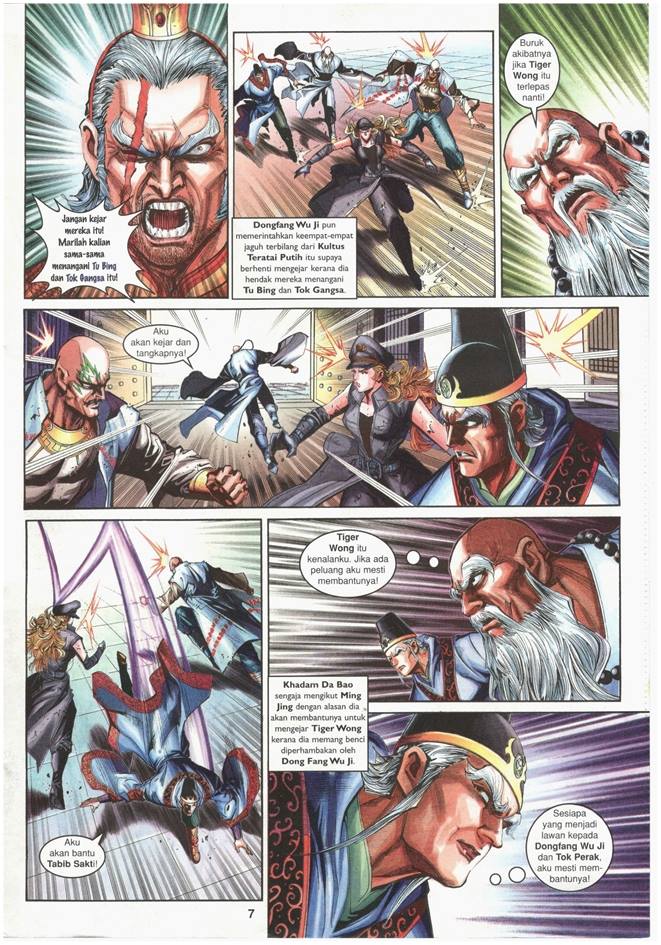 Jangan kejar
mereka itu!
Marilah kalian
sama-sama
menangani Tu Bing
dan Tok Gangsa itu!
Dongfang Wu Ji pun
memerintahkan keempat-empat
jaguh terbilang dari Kultus
Teratai Putih itu supaya
berhenti mengejar kerana dia
hendak mereka menangani
Tu Bing dan Tok Gangsa.
Buruk
akibatnya
jika Tiger
Wong itu
terlepas
nanti!
Aku
akan kejar dan
tangkapnya!
Aku
akan bantu
Tabib Sakti!
Tiger
Wong itu
kenalanku. Jika ada
peluang aku mesti
membantunya!
Khadam Da Bao
sengaja mengikut Ming
Jing dengan alasan dia
akan membantunya untuk
mengejar Tiger Wong
kerana dia memang benci
diperhambakan oleh
Dong Fang Wu Ji.
Sesiapa
yang menjadi
lawan kepada
Dongfang Wu Ji
dan Tok Perak,
aku mesti mem-
bantunya!
7